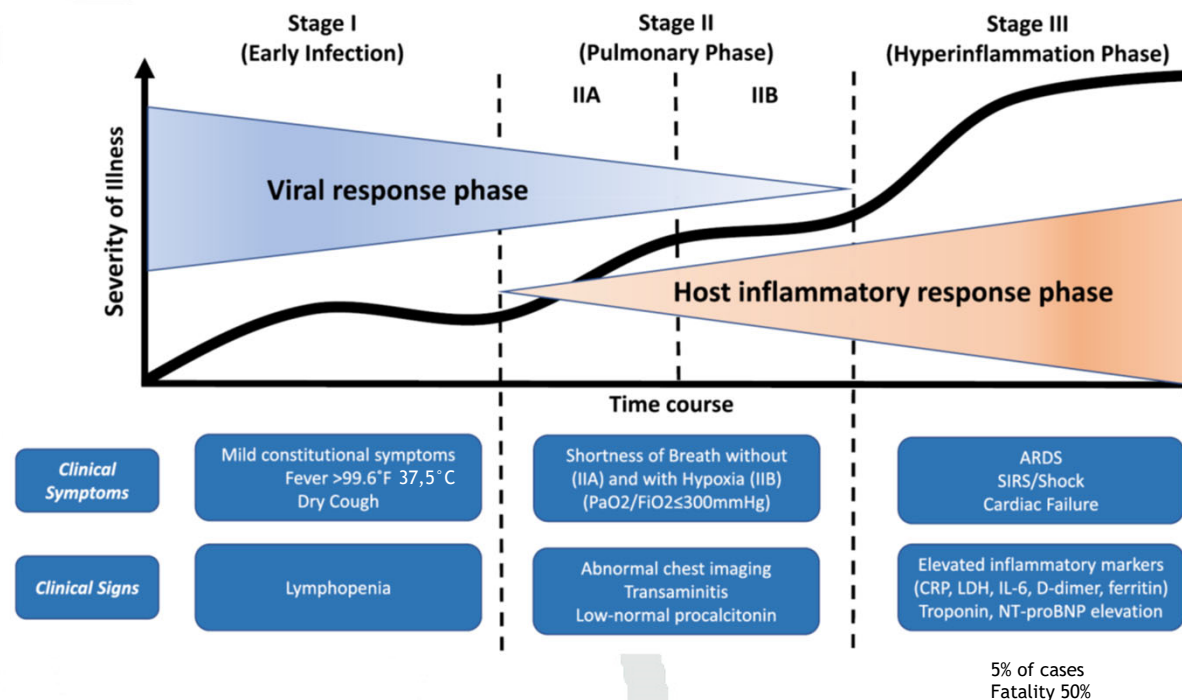 Stage I
(Early Infection)
Stage II
(Pulmonary Phase)
Stage III
(Hyperinflammation Phase)
IIA
IIB
Severity of Illness
Viral response phase
Host inflammatory response phase
Time course
Clinical
Symptoms
Mild constitutional symptoms
Fever >99.6°F 37,5°C
Dry Cough
Shortness of Breath without
(IIA) and with Hypoxia (IIB)
(PaO2/FiO2≤300mmHg)
ARDS
SIRS/Shock
Cardiac Failure
Clinical Signs
Lymphopenia
Abnormal chest imaging
Transaminitis
Low-normal procalcitonin
Elevated inflammatory markers
(CRP, LDH, IL-6, D-dimer, ferritin)
Troponin, NT-proBNP elevation
5% of cases
Fatality 50%